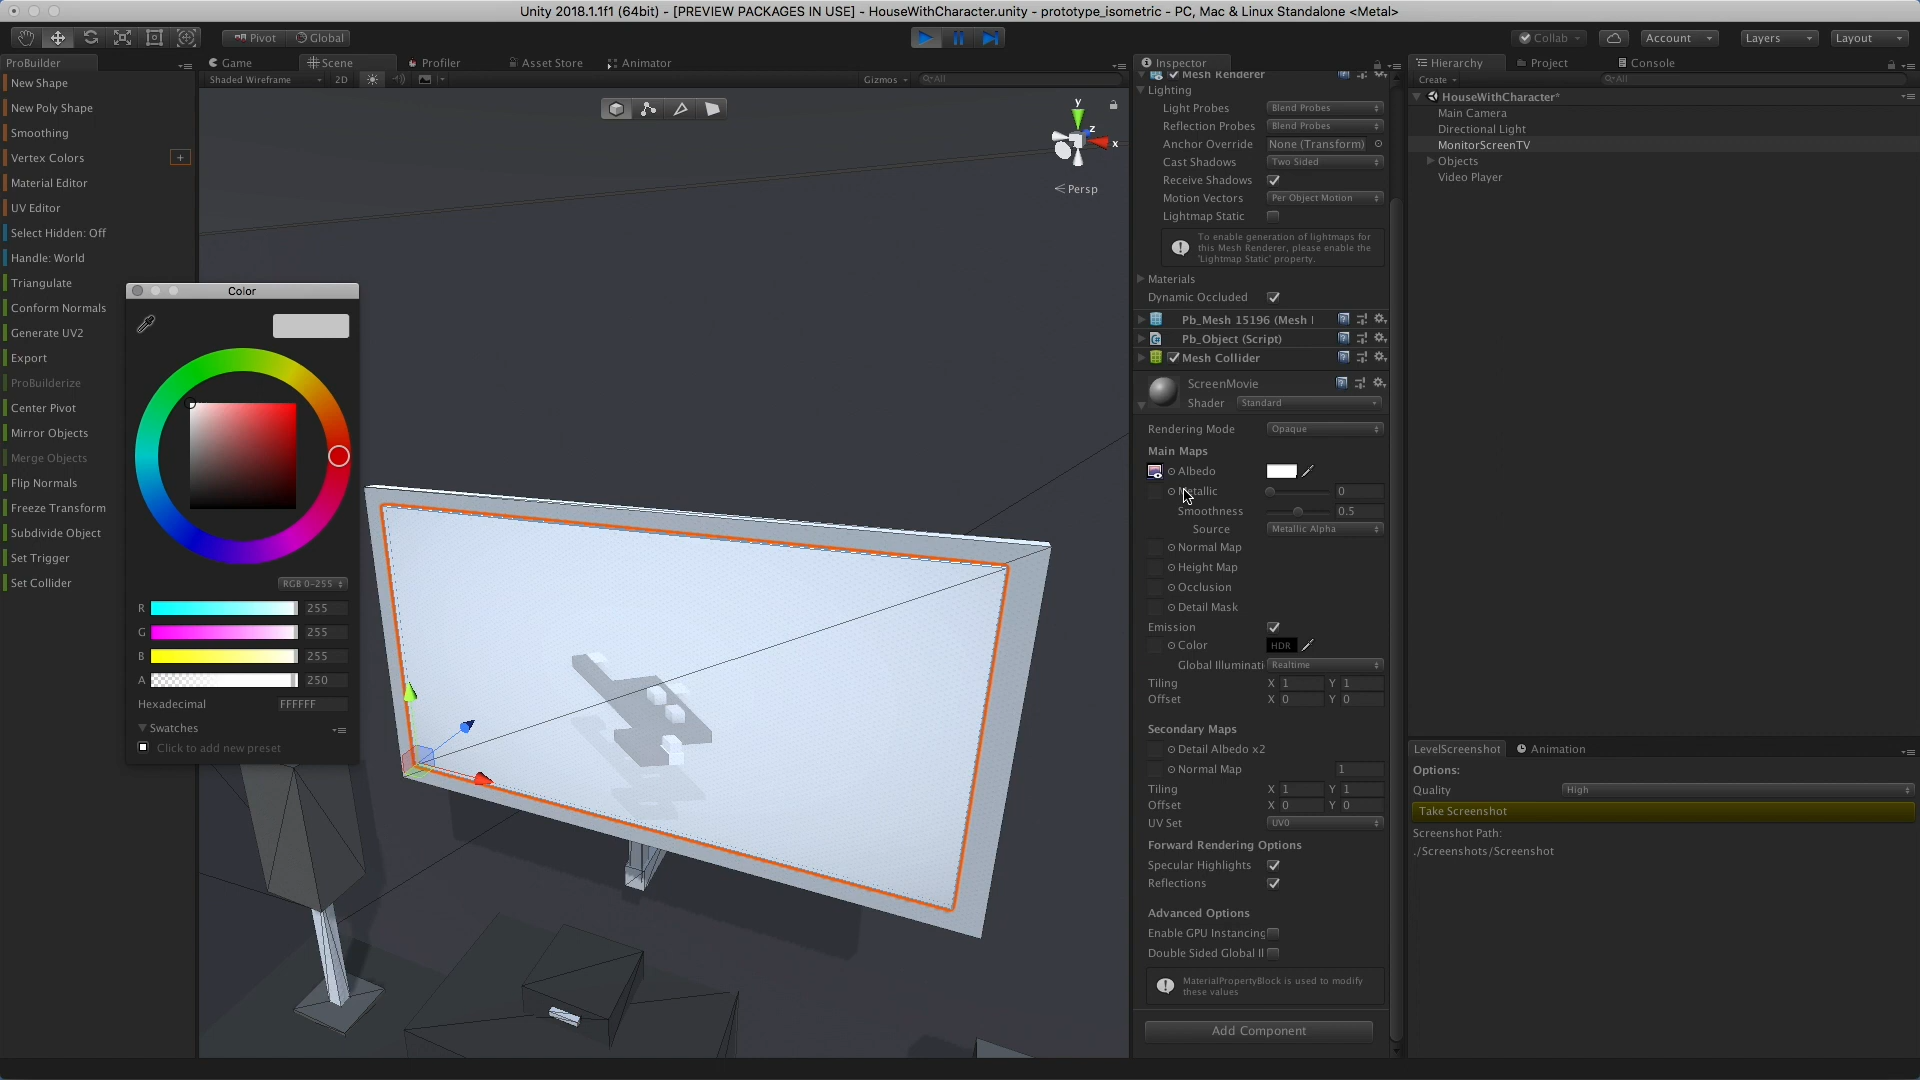 Unity 2018.1.1f1 (64bit) - [PREVIEW PACKAGES IN USE] - HouseWithCharacter.unity - prototype_isometric - PC, Mac & Linux Standalone <Metal>
Pivot Global Collab Account Layers Layout
ProBuilder
New Shape
New Poly Shape
Smoothing
Vertex Colors +
Material Editor
UV Editor
Select Hidden: Off
Handle: World
Triangulate
Conform Normals
Generate UV2
Export
ProBuilderize
Center Pivot
Mirror Objects
Merge Objects
Flip Normals
Freeze Transform
Subdivide Object
Set Trigger
Set Collider
Color
RGB 0-255
R 255
G 255
B 255
A 250
Hexadecimal FFFFFF
Swatches
Click to add new preset
Game Scene Profiler Asset Store Animator
Shaded Wireframe 2D Gizmos All
y
z
x
Persp
Inspector
Mesh Renderer
Lighting
Light Probes Blend Probes
Reflection Probes Blend Probes
Anchor Override None (Transform)
Cast Shadows Two Sided
Receive Shadows
Motion Vectors Per Object Motion
Lightmap Static
To enable generation of lightmaps for
this Mesh Renderer, please enable the
'Lightmap Static' property.
Materials
Dynamic Occluded
Pb_Mesh 15196 (Mesh
Pb_Object (Script)
Mesh Collider
ScreenMovie
Shader Standard
Rendering Mode Opaque
Main Maps
Albedo
Metallic 0
Smoothness 0.5
Source Metallic Alpha
Normal Map
Height Map
Occlusion
Detail Mask
Emission
Color HDR
Global Illuminati Realtime
Tiling X 1 Y 1
Offset X 0 Y 0
Secondary Maps
Detail Albedo x2
Normal Map 1
Tiling X 1 Y 1
Offset X 0 Y 0
UV Set UV0
Forward Rendering Options
Specular Highlights
Reflections
Advanced Options
Enable GPU Instancing
Double Sided Global Il
MaterialPropertyBlock is used to modify
these values
Add Component
Hierarchy Project Console
Create All
HouseWithCharacter*
Main Camera
Directional Light
MonitorScreenTV
Objects
Video Player
LevelScreenshot Animation
Options:
Quality High
Take Screenshot
Screenshot Path:
./Screenshots/Screenshot